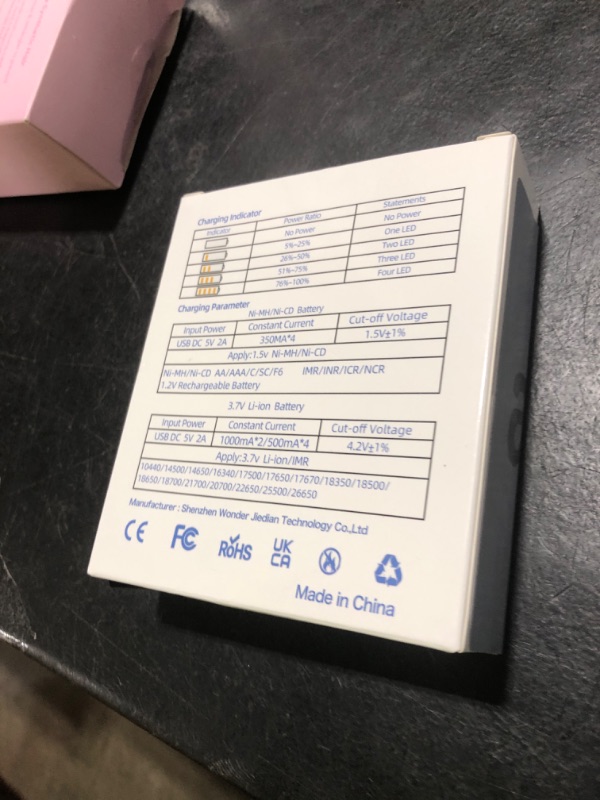 Charging Indicator
Indicator Power Ratio Statements
No Power No Power
5%-25% One LED
26%-50% Two LED
51%-75% Three LED
76%-100% Four LED
Charging Parameter
Ni-MH/Ni-CD Battery
Input Power Constant Current Cut-off Voltage
USB DC 5V 2A 350MA*4 1.5V±1%
Apply:1.5v Ni-MH/Ni-CD
Ni-MH/Ni-CD AA/AAA/C/SC/F6 IMR/INR/ICR/NCR
1.2V Rechargeable Battery
3.7V Li-ion Battery
Input Power Constant Current Cut-off Voltage
USB DC 5V 2A 1000mA*2/500mA*4 4.2V±1%
Apply:3.7v Li-ion/IMR
10440/14500/14650/16340/17500/17650/17670/18350/18500/
18650/18700/21700/20700/22650/25500/26650
Manufacturer : Shenzhen Wonder Jiedian Technology Co.,Ltd
CE FC RoHS UK
CA
Made in China